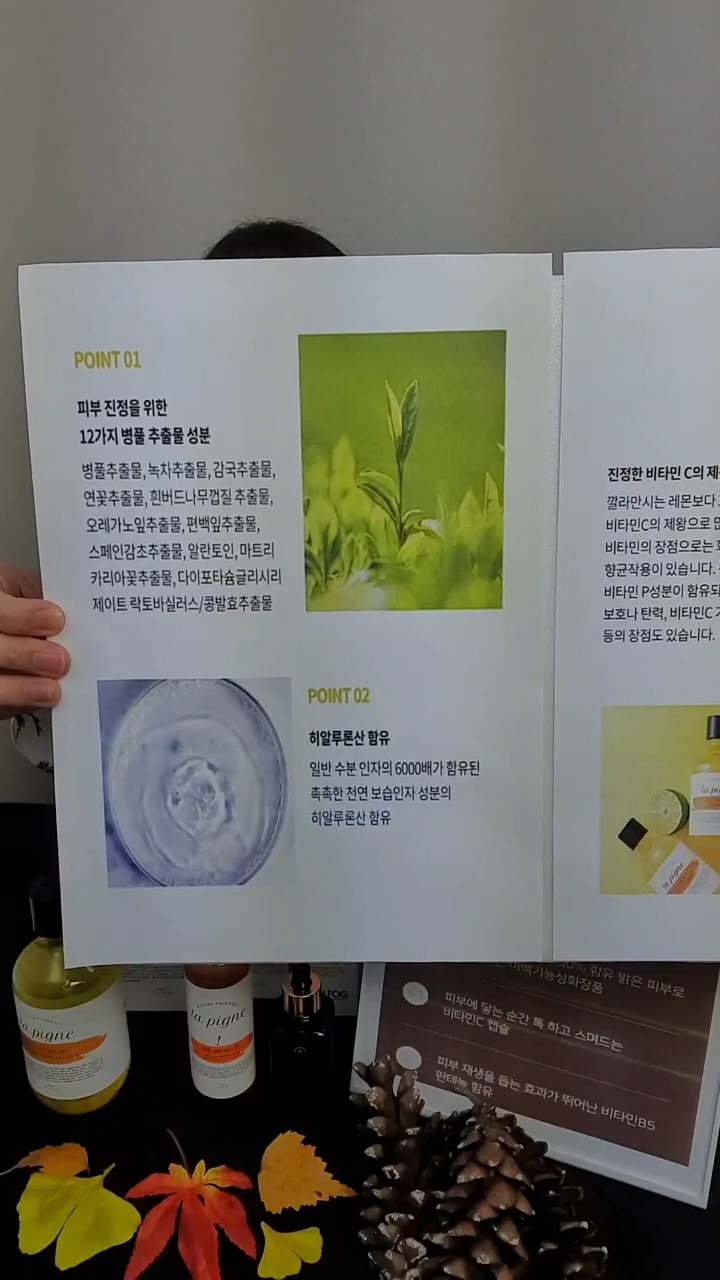 POINT 01
피부 진정을 위한
12가지 병풀 추출물 성분
병풀추출물, 녹차추출물, 감국추출물,
연꽃추출물, 흰버드나무껍질 추출물,
오레가노잎추출물, 편백잎추출물,
스페인감초추출물, 알란토인, 마트리
카리아꽃추출물, 다이포타슘글리시리
제이트 락토바실러스/콩발효추출물
POINT 02
히알루론산 함유
일반 수분 인자의 6000배가 함유된
촉촉한 천연 보습인자 성분의
히알루론산 함유
진정한 비타민 C의
깔라만시는 레몬보다
비타민C의 제왕으로
비타민의 장점으로는
향균작용이 있습니다.
비타민 P성분이
보호나 탄력, 비타민C
등의 장점도 있습니다.
la pigne
la pigne
함유 밝은 피부로
미백기능성화장품
피부에 닿는 순간 톡 하고 스며드는
비타민C 캡슐
피부 재생을 돕는 효과가 뛰어난 비타민B5
판테놀 함유